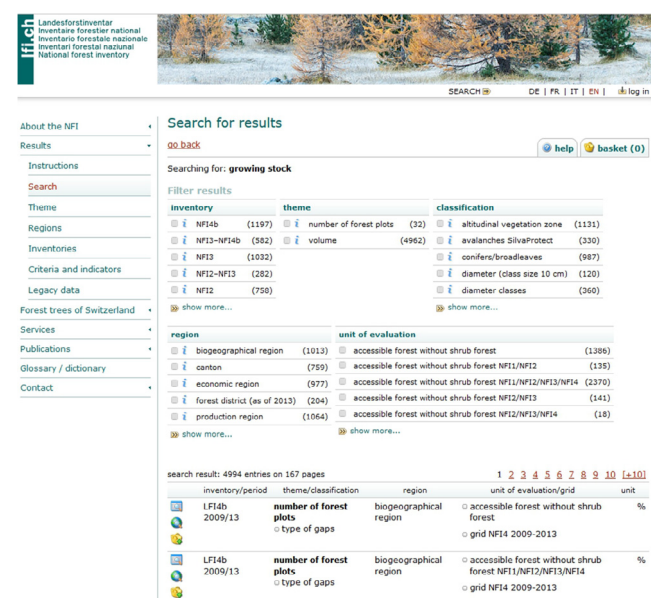 lfi.ch
Landesforstinventar
Inventaire forestier national
Inventario forestale nazionale
Inventari forestal naziunal
National forest inventory
SEARCH DE | FR | IT | EN | log in
About the NFI
Results
Instructions
Search
Theme
Regions
Inventories
Criteria and indicators
Legacy data
Forest trees of Switzerland
Services
Publications
Glossary / dictionary
Contact
Search for results
go back
help basket (0)
Searching for: growing stock
Filter results
inventory theme classification
NFI4b (1197) number of forest plots (32) altitudinal vegetation zone (1131)
NFI3–NFI4b (582) volume (4962) avalanches SilvaProtect (330)
NFI3 (1032) conifers/broadleaves (987)
NFI2–NFI3 (282) diameter (class size 10 cm) (120)
NFI2 (758) diameter classes (360)
show more... show more...
region unit of evaluation
biogeographical region (1013) accessible forest without shrub forest (1386)
canton (759) accessible forest without shrub forest NFI1/NFI2 (135)
economic region (977) accessible forest without shrub forest NFI1/NFI2/NFI3/NFI4 (2370)
forest district (as of 2013) (204) accessible forest without shrub forest NFI2/NFI3 (141)
production region (1064) accessible forest without shrub forest NFI2/NFI3/NFI4 (18)
show more... show more...
search result: 4994 entries on 167 pages 1 2 3 4 5 6 7 8 9 10 [+10]
inventory/period theme/classification region unit of evaluation/grid unit
LFI4b number of forest biogeographical accessible forest without shrub %
2009/13 plots region forest
type of gaps
grid NFI4 2009-2013
LFI4b number of forest biogeographical accessible forest without shrub %
2009/13 plots region forest NFI1/NFI2/NFI3/NFI4
type of gaps
grid NFI4 2009-2013